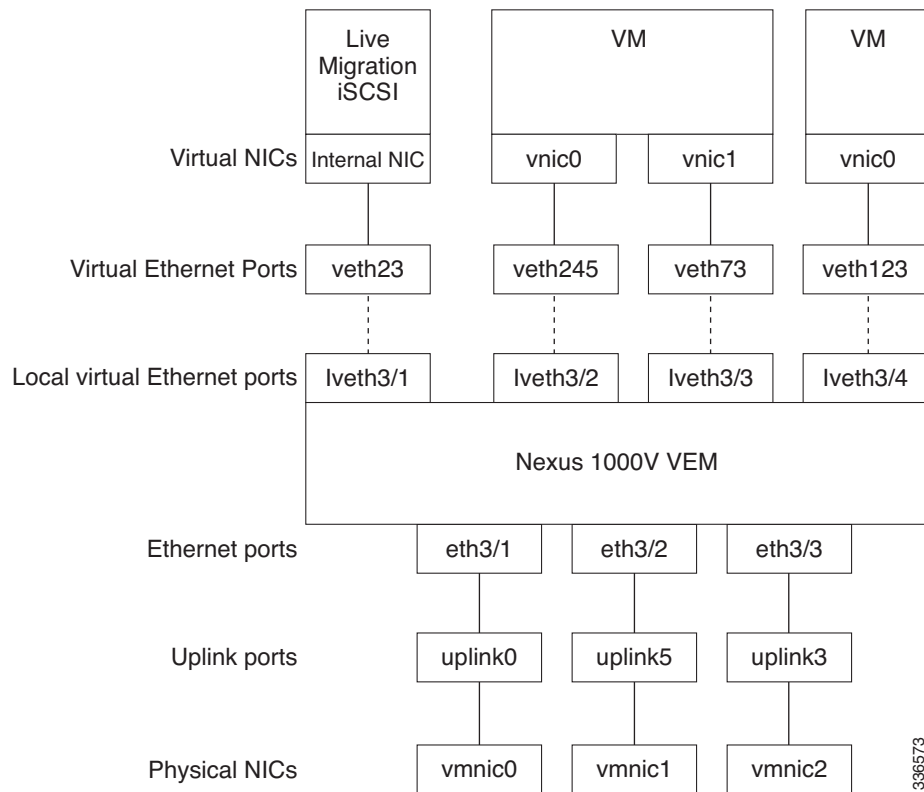 Live
Migration
iSCSI
VM
VM
Virtual NICs
Internal NIC
vnic0
vnic1
vnic0
Virtual Ethernet Ports
veth23
veth245
veth73
veth123
Local virtual Ethernet ports
lveth3/1
lveth3/2
lveth3/3
lveth3/4
Nexus 1000V VEM
Ethernet ports
eth3/1
eth3/2
eth3/3
Uplink ports
uplink0
uplink5
uplink3
Physical NICs
vmnic0
vmnic1
vmnic2
336573